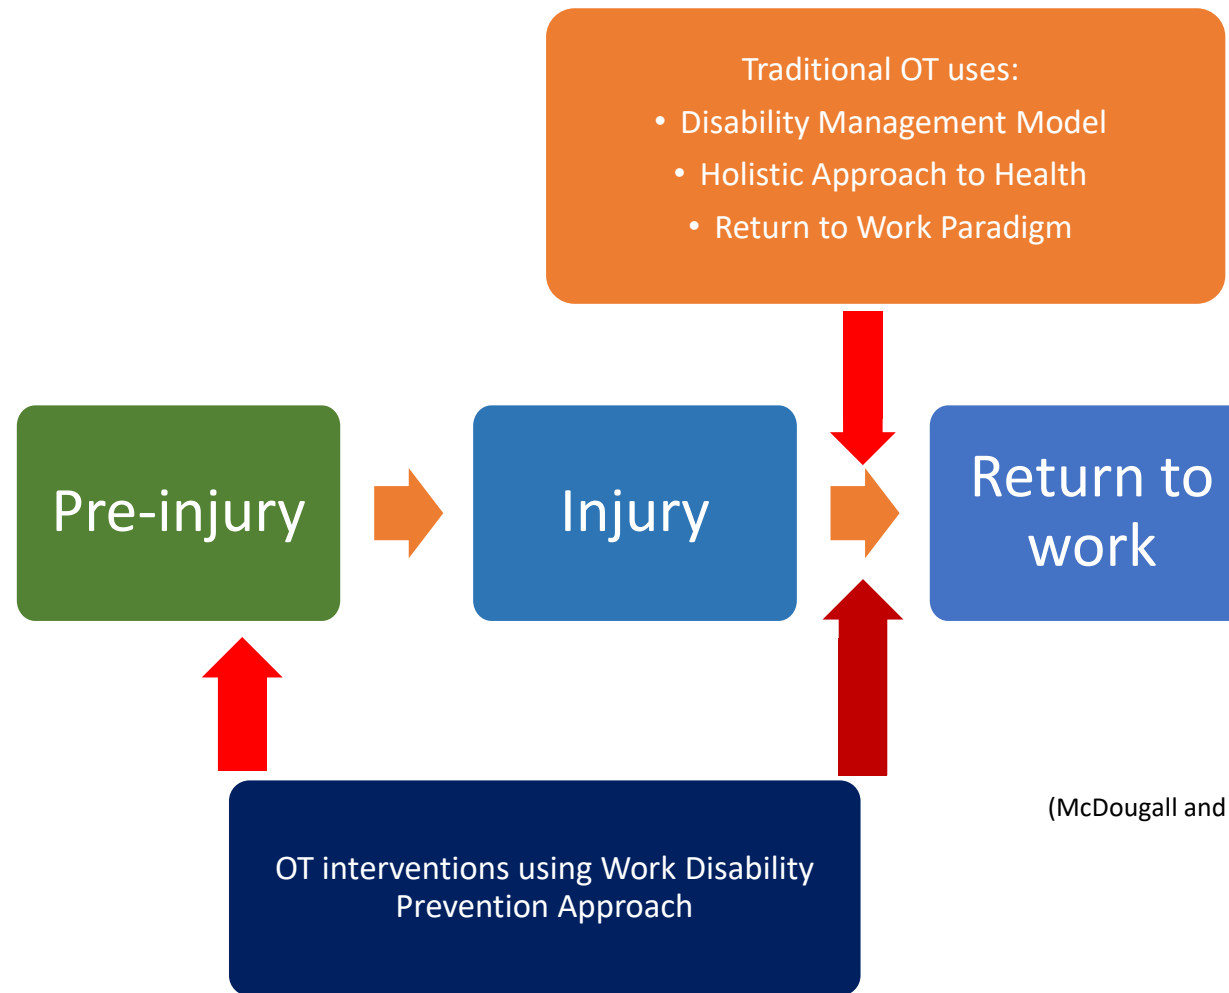 Traditional OT uses:
• Disability Management Model
• Holistic Approach to Health
• Return to Work Paradigm
Pre-injury
Injury
Return to
work
(McDougall and
OT interventions using Work Disability
Prevention Approach